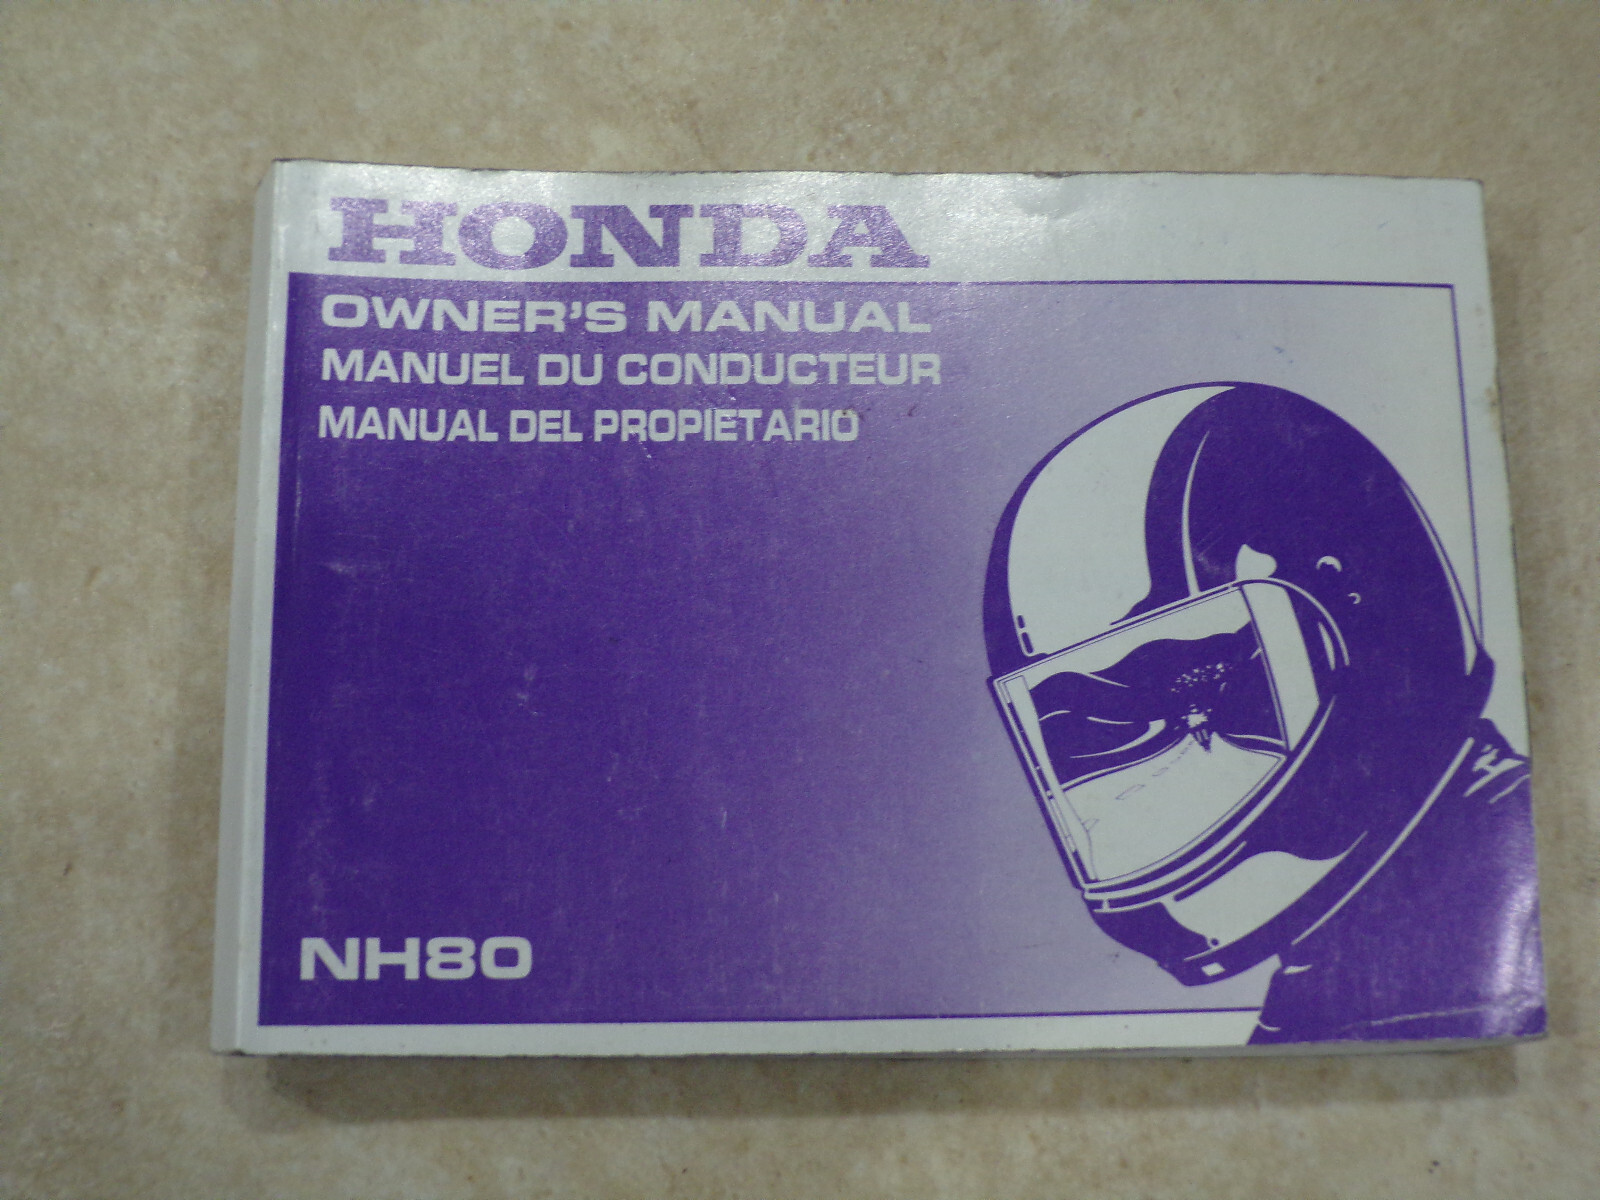 HONDA
OWNER'S MANUAL
MANUEL DU CONDUCTEUR
MANUAL DEL PROPIETARIO
NH80